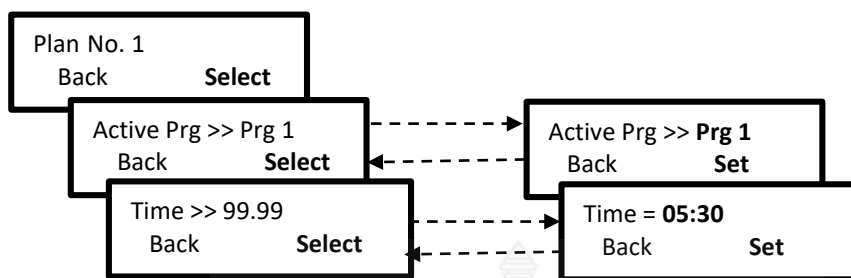 Plan No. 1
Back Select
Active Prg >> Prg 1
Back Select
Time >> 99.99
Back Select
Active Prg >> Prg 1
Back Set
Time = 05:30
Back Set